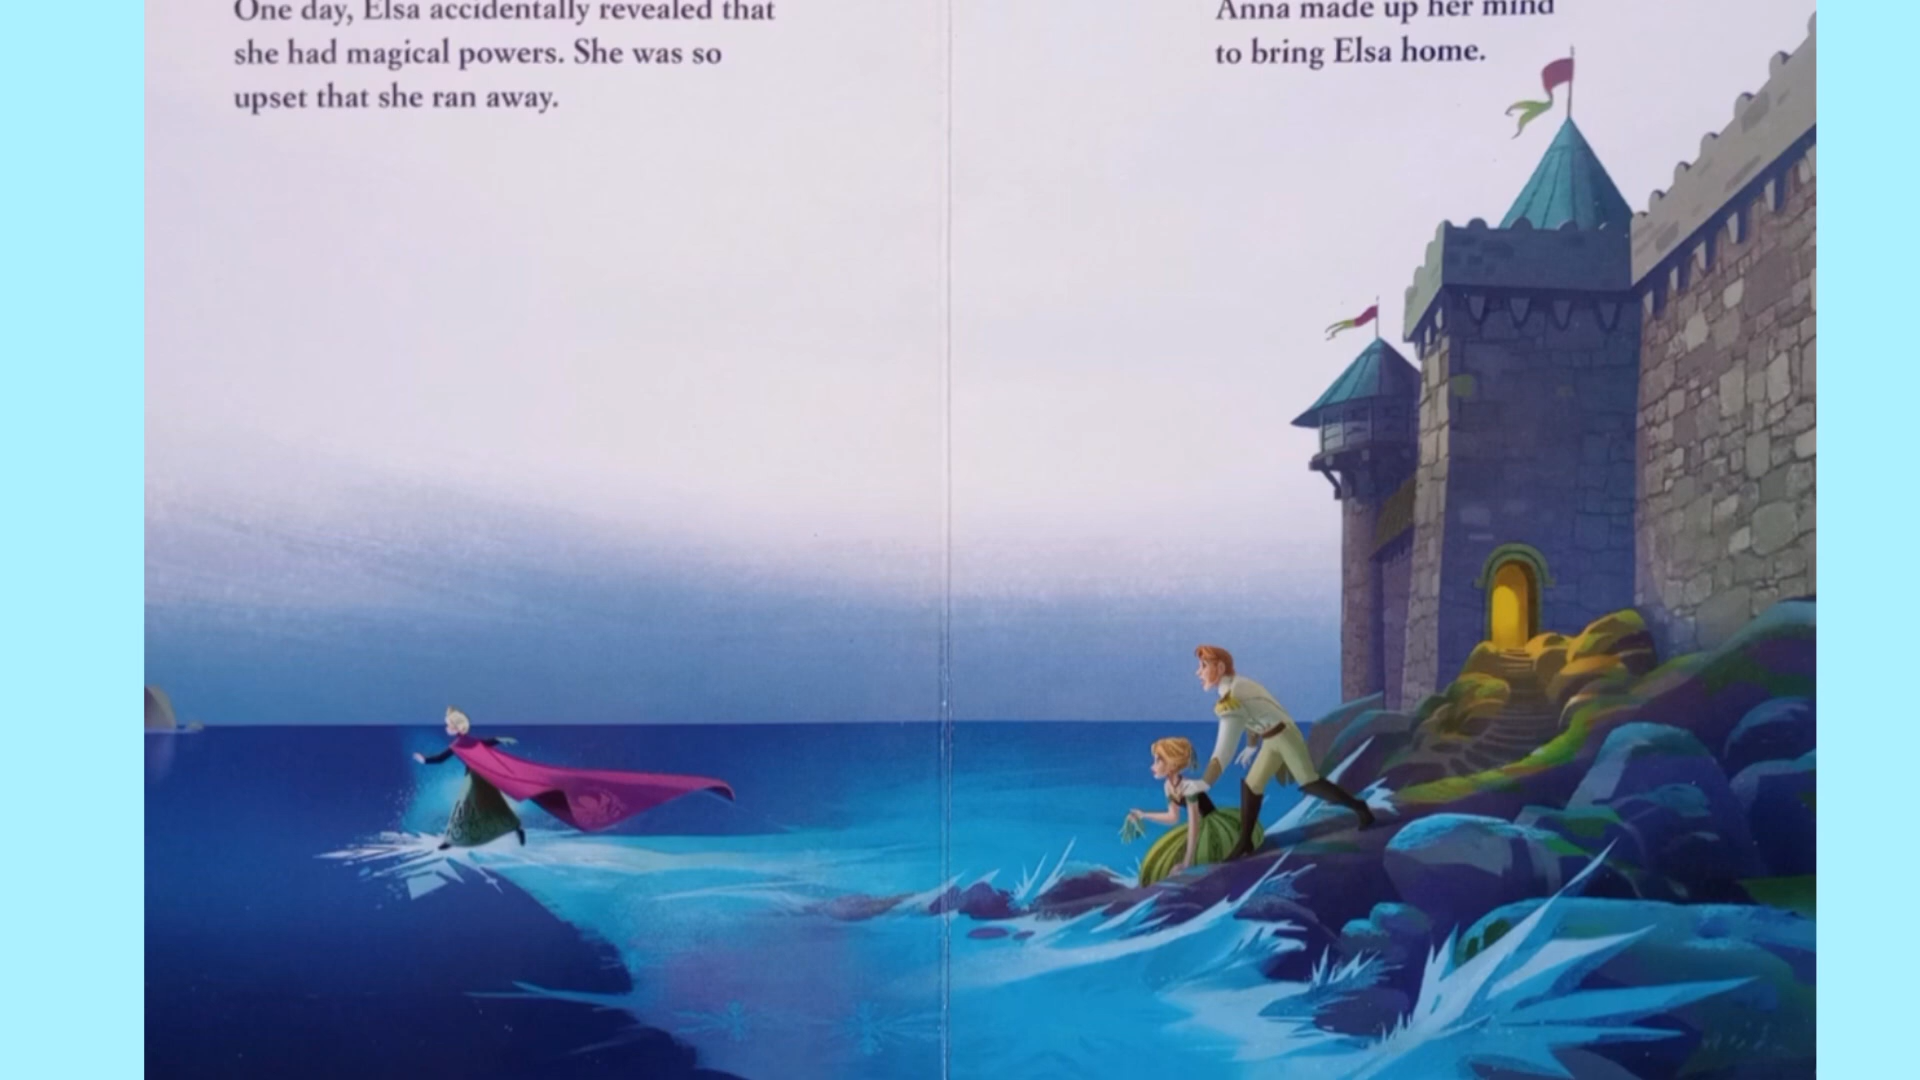 One day, Elsa accidentally revealed that
she had magical powers. She was so
upset that she ran away.
Anna made up her mind
to bring Elsa home.